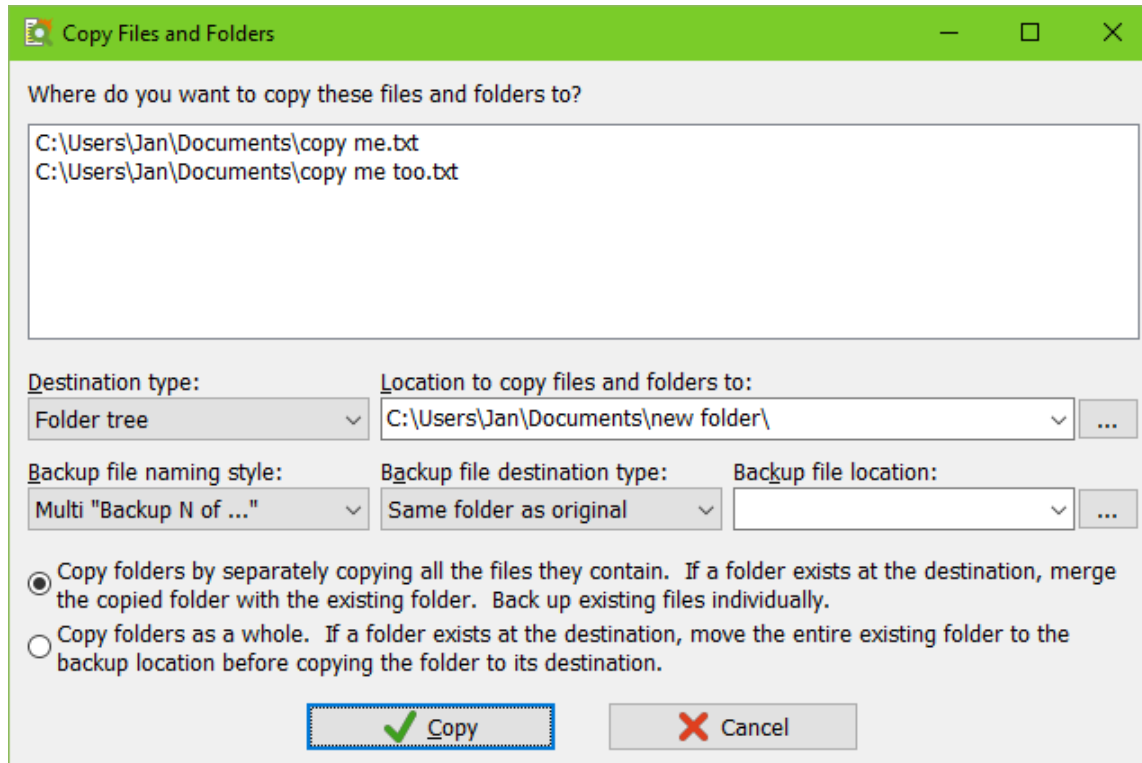 Copy Files and Folders
Where do you want to copy these files and folders to?
C:\Users\Jan\Documents\copy me.txt
C:\Users\Jan\Documents\copy me too.txt
Destination type:
Location to copy files and folders to:
Folder tree
C:\Users\Jan\Documents\new folder\
...
Backup file naming style:
Backup file destination type:
Backup file location:
Multi "Backup N of ..."
Same folder as original
...
Copy folders by separately copying all the files they contain.  If a folder exists at the destination, merge
the copied folder with the existing folder.  Back up existing files individually.
Copy folders as a whole.  If a folder exists at the destination, move the entire existing folder to the
backup location before copying the folder to its destination.
Copy
Cancel